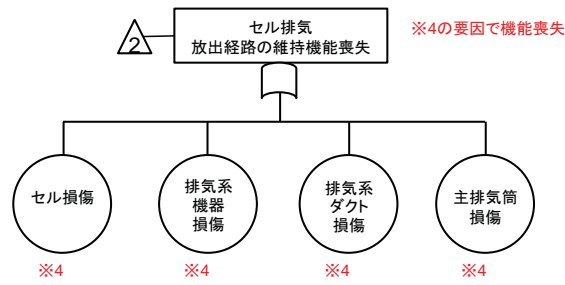 セル排気
放出経路の維持機能喪失
※4の要因で機能喪失
2
セル損傷
排気系
機器
損傷
排気系
ダクト
損傷
主排気筒
損傷
※4
※4
※4
※4